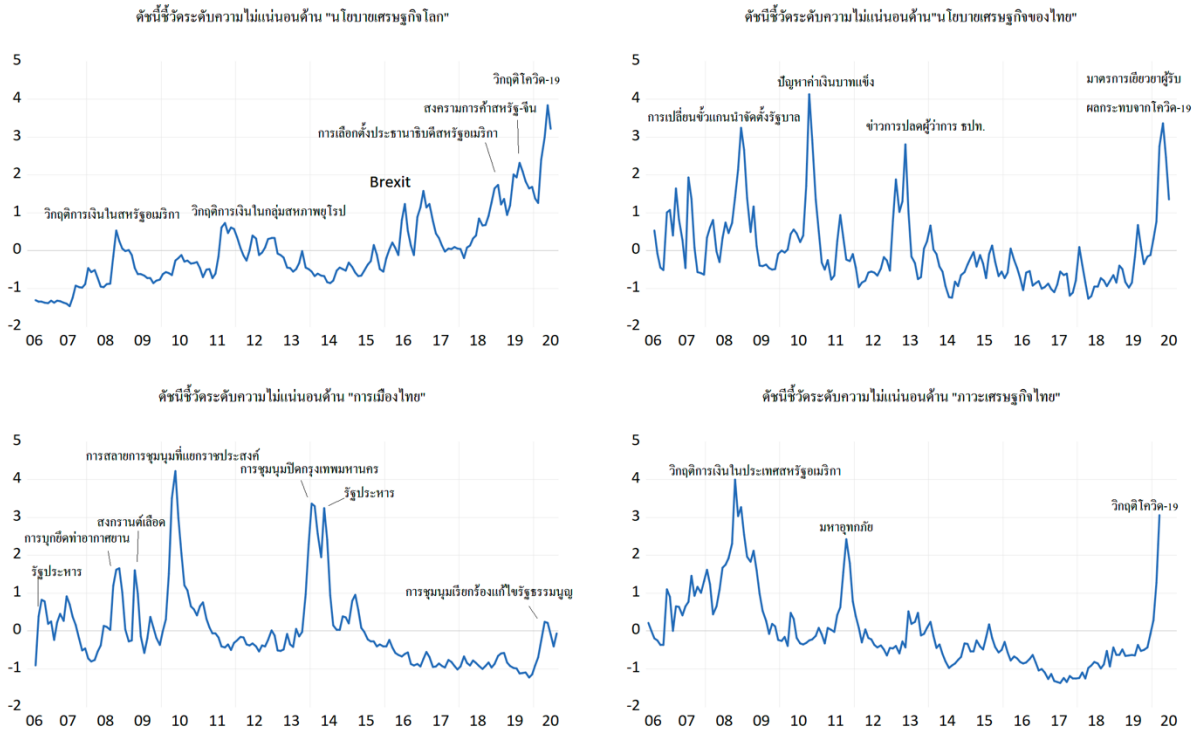 ดัชนีชี้วัดระดับความไม่แน่นอนด้าน "นโยบายเศรษฐกิจโลก"
5
4
3
2
1
0
-1
-2
วิกฤติโควิด-19
สงครามการค้าสหรัฐ-จีน
การเลือกตั้งประธานาธิบดีสหรัฐอเมริกา
Brexit
วิกฤติการเงินในสหรัฐอเมริกา
วิกฤติการเงินในกลุ่มสหภาพยุโรป
06 07 08 09 10 11 12 13 14 15 16 17 18 19 20
ดัชนีชี้วัดระดับความไม่แน่นอนด้าน"นโยบายเศรษฐกิจของไทย"
5
4
3
2
1
0
-1
-2
ปัญหาค่าเงินบาทแข็ง
มาตรการเยียวยาผู้รับ
ผลกระทบจากโควิด-19
การเปลี่ยนขั้วแกนนำจัดตั้งรัฐบาล
ข่าวการปลดผู้ว่าการ ธปท.
06 07 08 09 10 11 12 13 14 15 16 17 18 19 20
ดัชนีชี้วัดระดับความไม่แน่นอนด้าน "การเมืองไทย"
5
4
3
2
1
0
-1
-2
การสลายการชุมนุมที่แยกราชประสงค์
การชุมนุมปิดกรุงเทพมหานคร
รัฐประหาร
สงกรานต์เลือด
การบุกยึดท่าอากาศยาน
รัฐประหาร
การชุมนุมเรียกร้องแก้ไขรัฐธรรมนูญ
06 07 08 09 10 11 12 13 14 15 16 17 18 19 20
ดัชนีชี้วัดระดับความไม่แน่นอนด้าน "ภาวะเศรษฐกิจไทย"
5
4
3
2
1
0
-1
-2
วิกฤติการเงินในประเทศสหรัฐอเมริกา
วิกฤติโควิด-19
มหาอุทกภัย
06 07 08 09 10 11 12 13 14 15 16 17 18 19 20